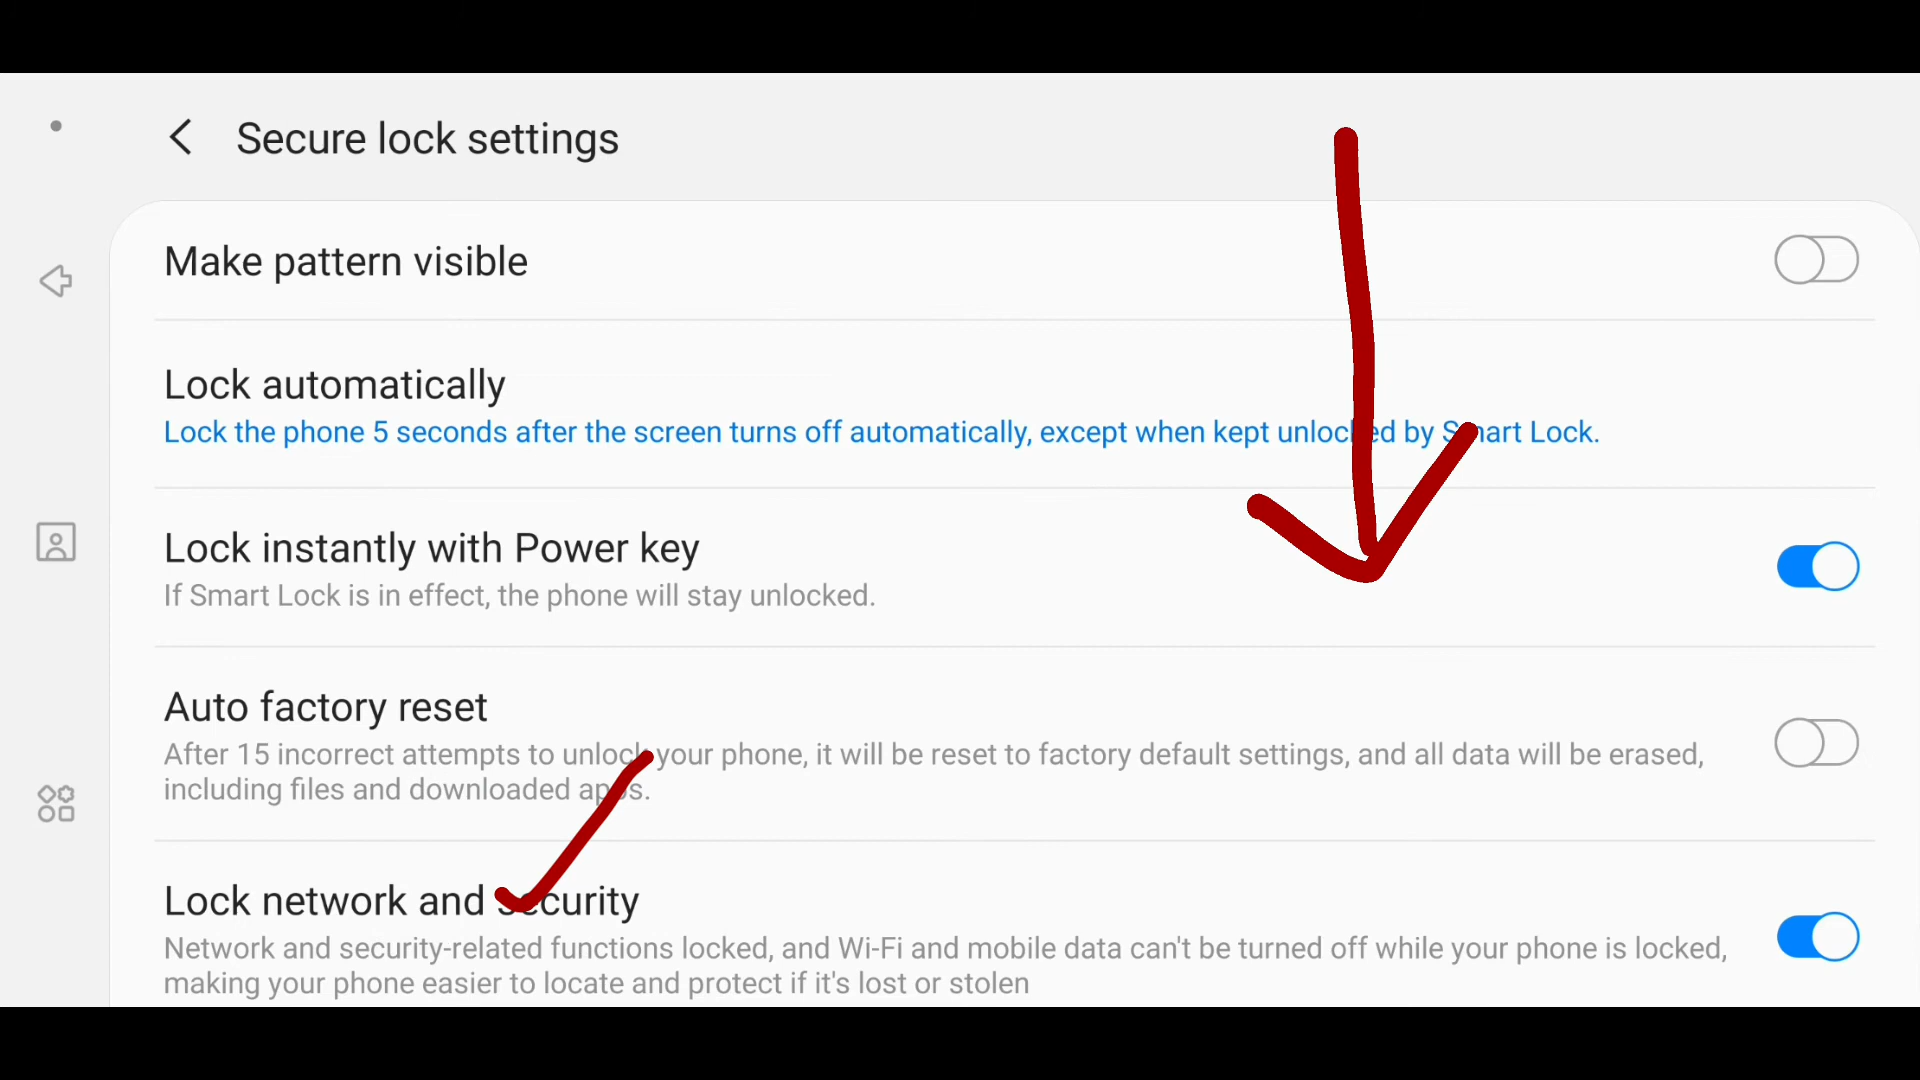 Secure lock settings
Make pattern visible
Lock automatically
Lock the phone 5 seconds after the screen turns off automatically, except when kept unlocked by Smart Lock.
Lock instantly with Power key
If Smart Lock is in effect, the phone will stay unlocked.
Auto factory reset
After 15 incorrect attempts to unlock your phone, it will be reset to factory default settings, and all data will be erased,
including files and downloaded apps.
Lock network and security
Network and security-related functions locked, and Wi-Fi and mobile data can't be turned off while your phone is locked,
making your phone easier to locate and protect if it's lost or stolen